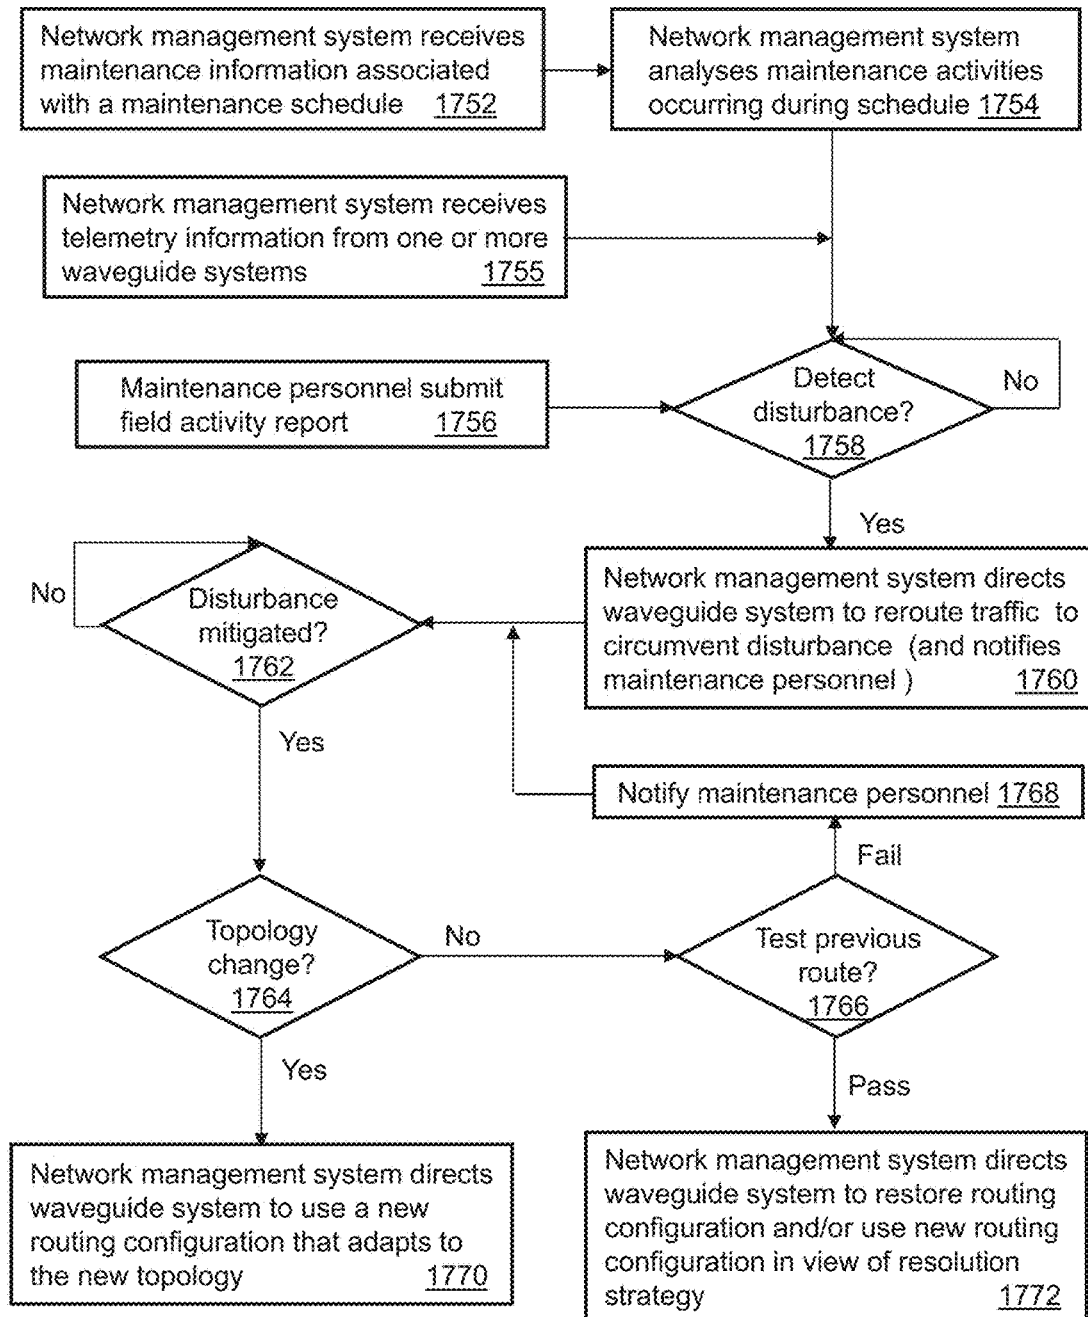 Network management system receives
maintenance information associated
with a maintenance schedule 1752
Network management system
analyses maintenance activities
occurring during schedule 1754
Network management system receives
telemetry information from one or more
waveguide systems 1755
Maintenance personnel submit
field activity report 1756
Detect
disturbance?
1758
No
Yes
Network management system directs
waveguide system to reroute traffic to
circumvent disturbance (and notifies
maintenance personnel ) 1760
No
Disturbance
mitigated?
1762
Yes
Notify maintenance personnel 1768
Fail
Topology
change?
1764
No
Test previous
route?
1766
Yes
Pass
Network management system directs
waveguide system to use a new
routing configuration that adapts to
the new topology 1770
Network management system directs
waveguide system to restore routing
configuration and/or use new routing
configuration in view of resolution
strategy 1772